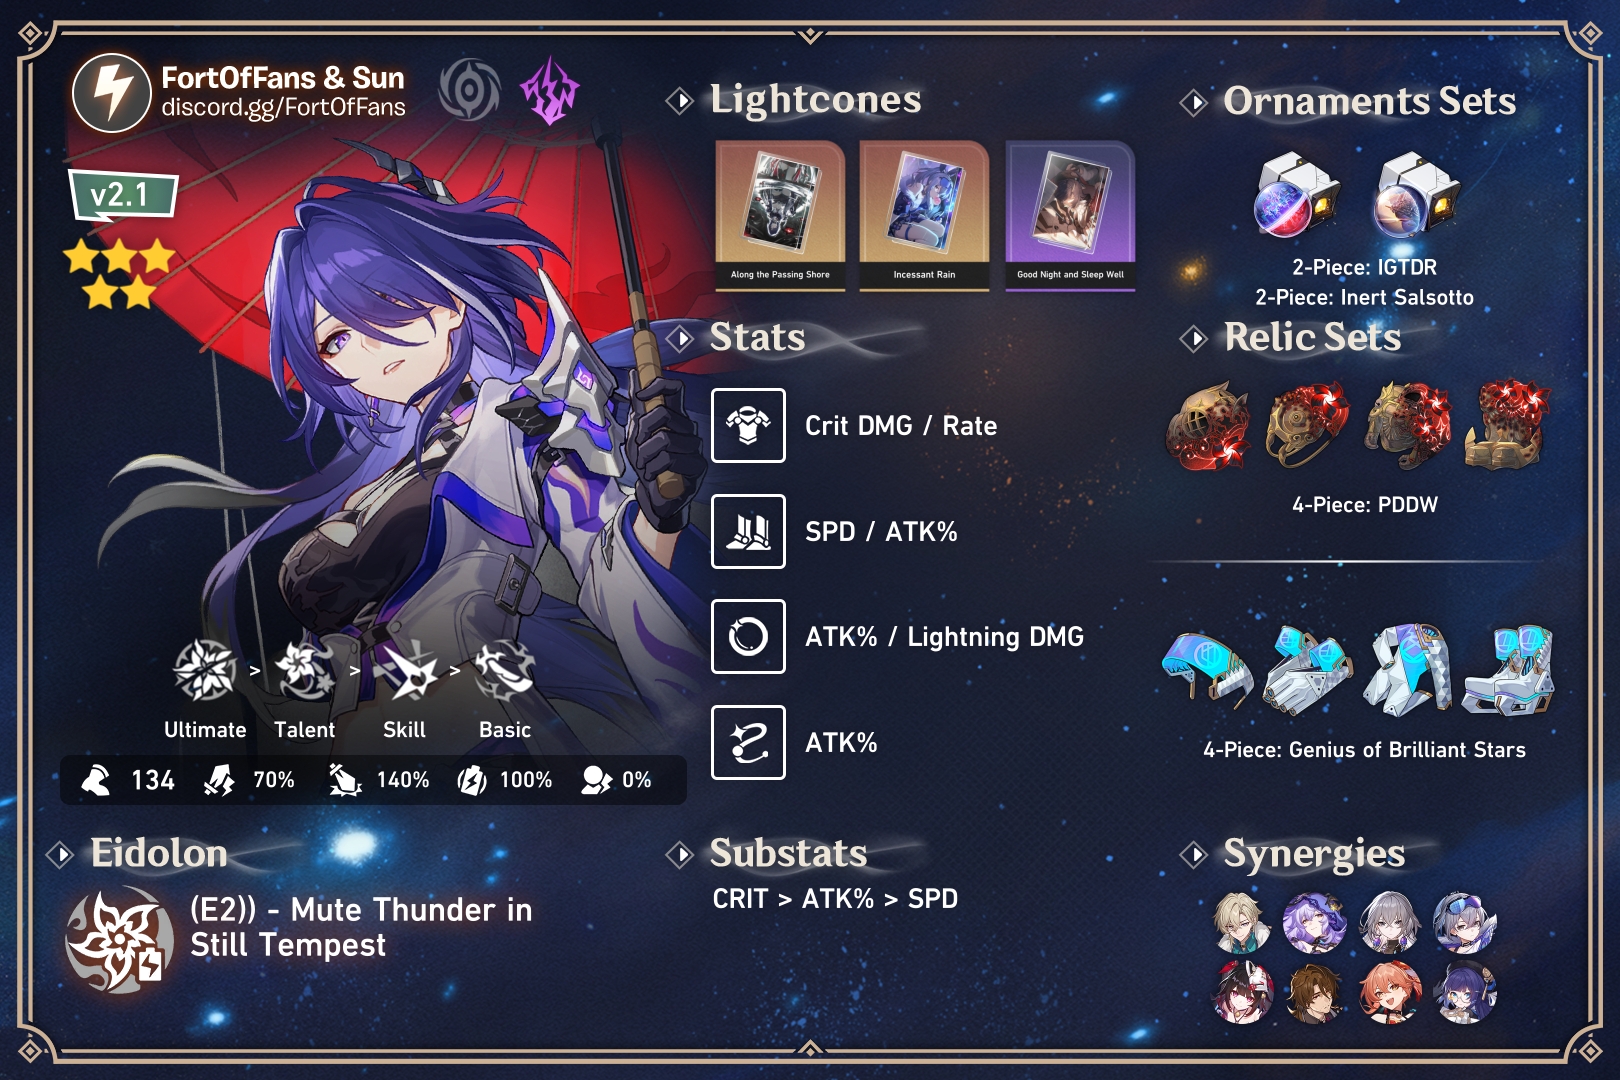 FortOfFans & Sun
discord.gg/FortOfFans
v2.1
Ultimate > Talent > Skill > Basic
134 70% 140% 100% 0%
Eidolon
(E2)) - Mute Thunder in
Still Tempest
Lightcones
Along the Passing Shore
Incessant Rain
Good Night and Sleep Well
Stats
Crit DMG / Rate
SPD / ATK%
ATK% / Lightning DMG
ATK%
Substats
CRIT > ATK% > SPD
Ornaments Sets
2-Piece: IGTDR
2-Piece: Inert Salsotto
Relic Sets
4-Piece: PDDW
4-Piece: Genius of Brilliant Stars
Synergies